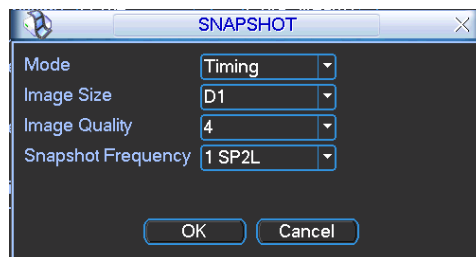 SNAPSHOT
Mode Timing
Image Size D1
Image Quality 4
Snapshot Frequency 1 SP2L
OK Cancel